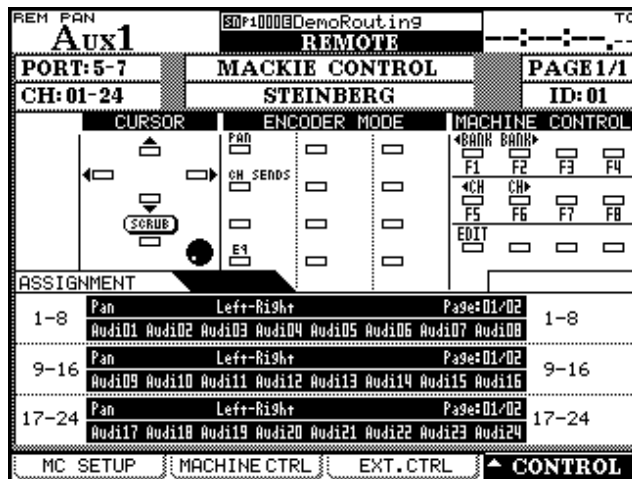 REM PAN
AUX1
SDP1 000E DemoRouting
REMOTE
TC
--:--:--.--
PORT: 5-7 MACKIE CONTROL PAGE 1/1
CH: 01-24 STEINBERG ID: 01
CURSOR ENCODER MODE MACHINE CONTROL
PAN ◄BANK BANK►
F1 F2 F3 F4
CH SENDS ◄CH CH►
SCRUB F5 F6 F7 F8
EQ EDIT
ASSIGNMENT
1-8 Pan Left-Right Page:01/02 1-8
Audi01 Audi02 Audi03 Audi04 Audi05 Audi06 Audi07 Audi08
9-16 Pan Left-Right Page:01/02 9-16
Audi09 Audi10 Audi11 Audi12 Audi13 Audi14 Audi15 Audi16
17-24 Pan Left-Right Page:01/02 17-24
Audi17 Audi18 Audi19 Audi20 Audi21 Audi22 Audi23 Audi24
MC SETUP MACHINE CTRL EXT.CTRL CONTROL